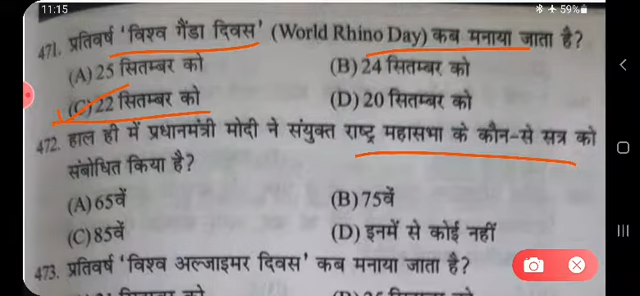 11:15 59%
471. प्रतिवर्ष 'विश्व गैंडा दिवस' (World Rhino Day) कब मनाया जाता है?
(A) 25 सितम्बर को (B) 24 सितम्बर को
(C) 22 सितम्बर को (D) 20 सितम्बर को
472. हाल ही में प्रधानमंत्री मोदी ने संयुक्त राष्ट्र महासभा के कौन-से सत्र को
संबोधित किया है?
(A) 65वें (B) 75वें
(C) 85वें (D) इनमें से कोई नहीं
473. प्रतिवर्ष 'विश्व अल्जाइमर दिवस' कब मनाया जाता है?